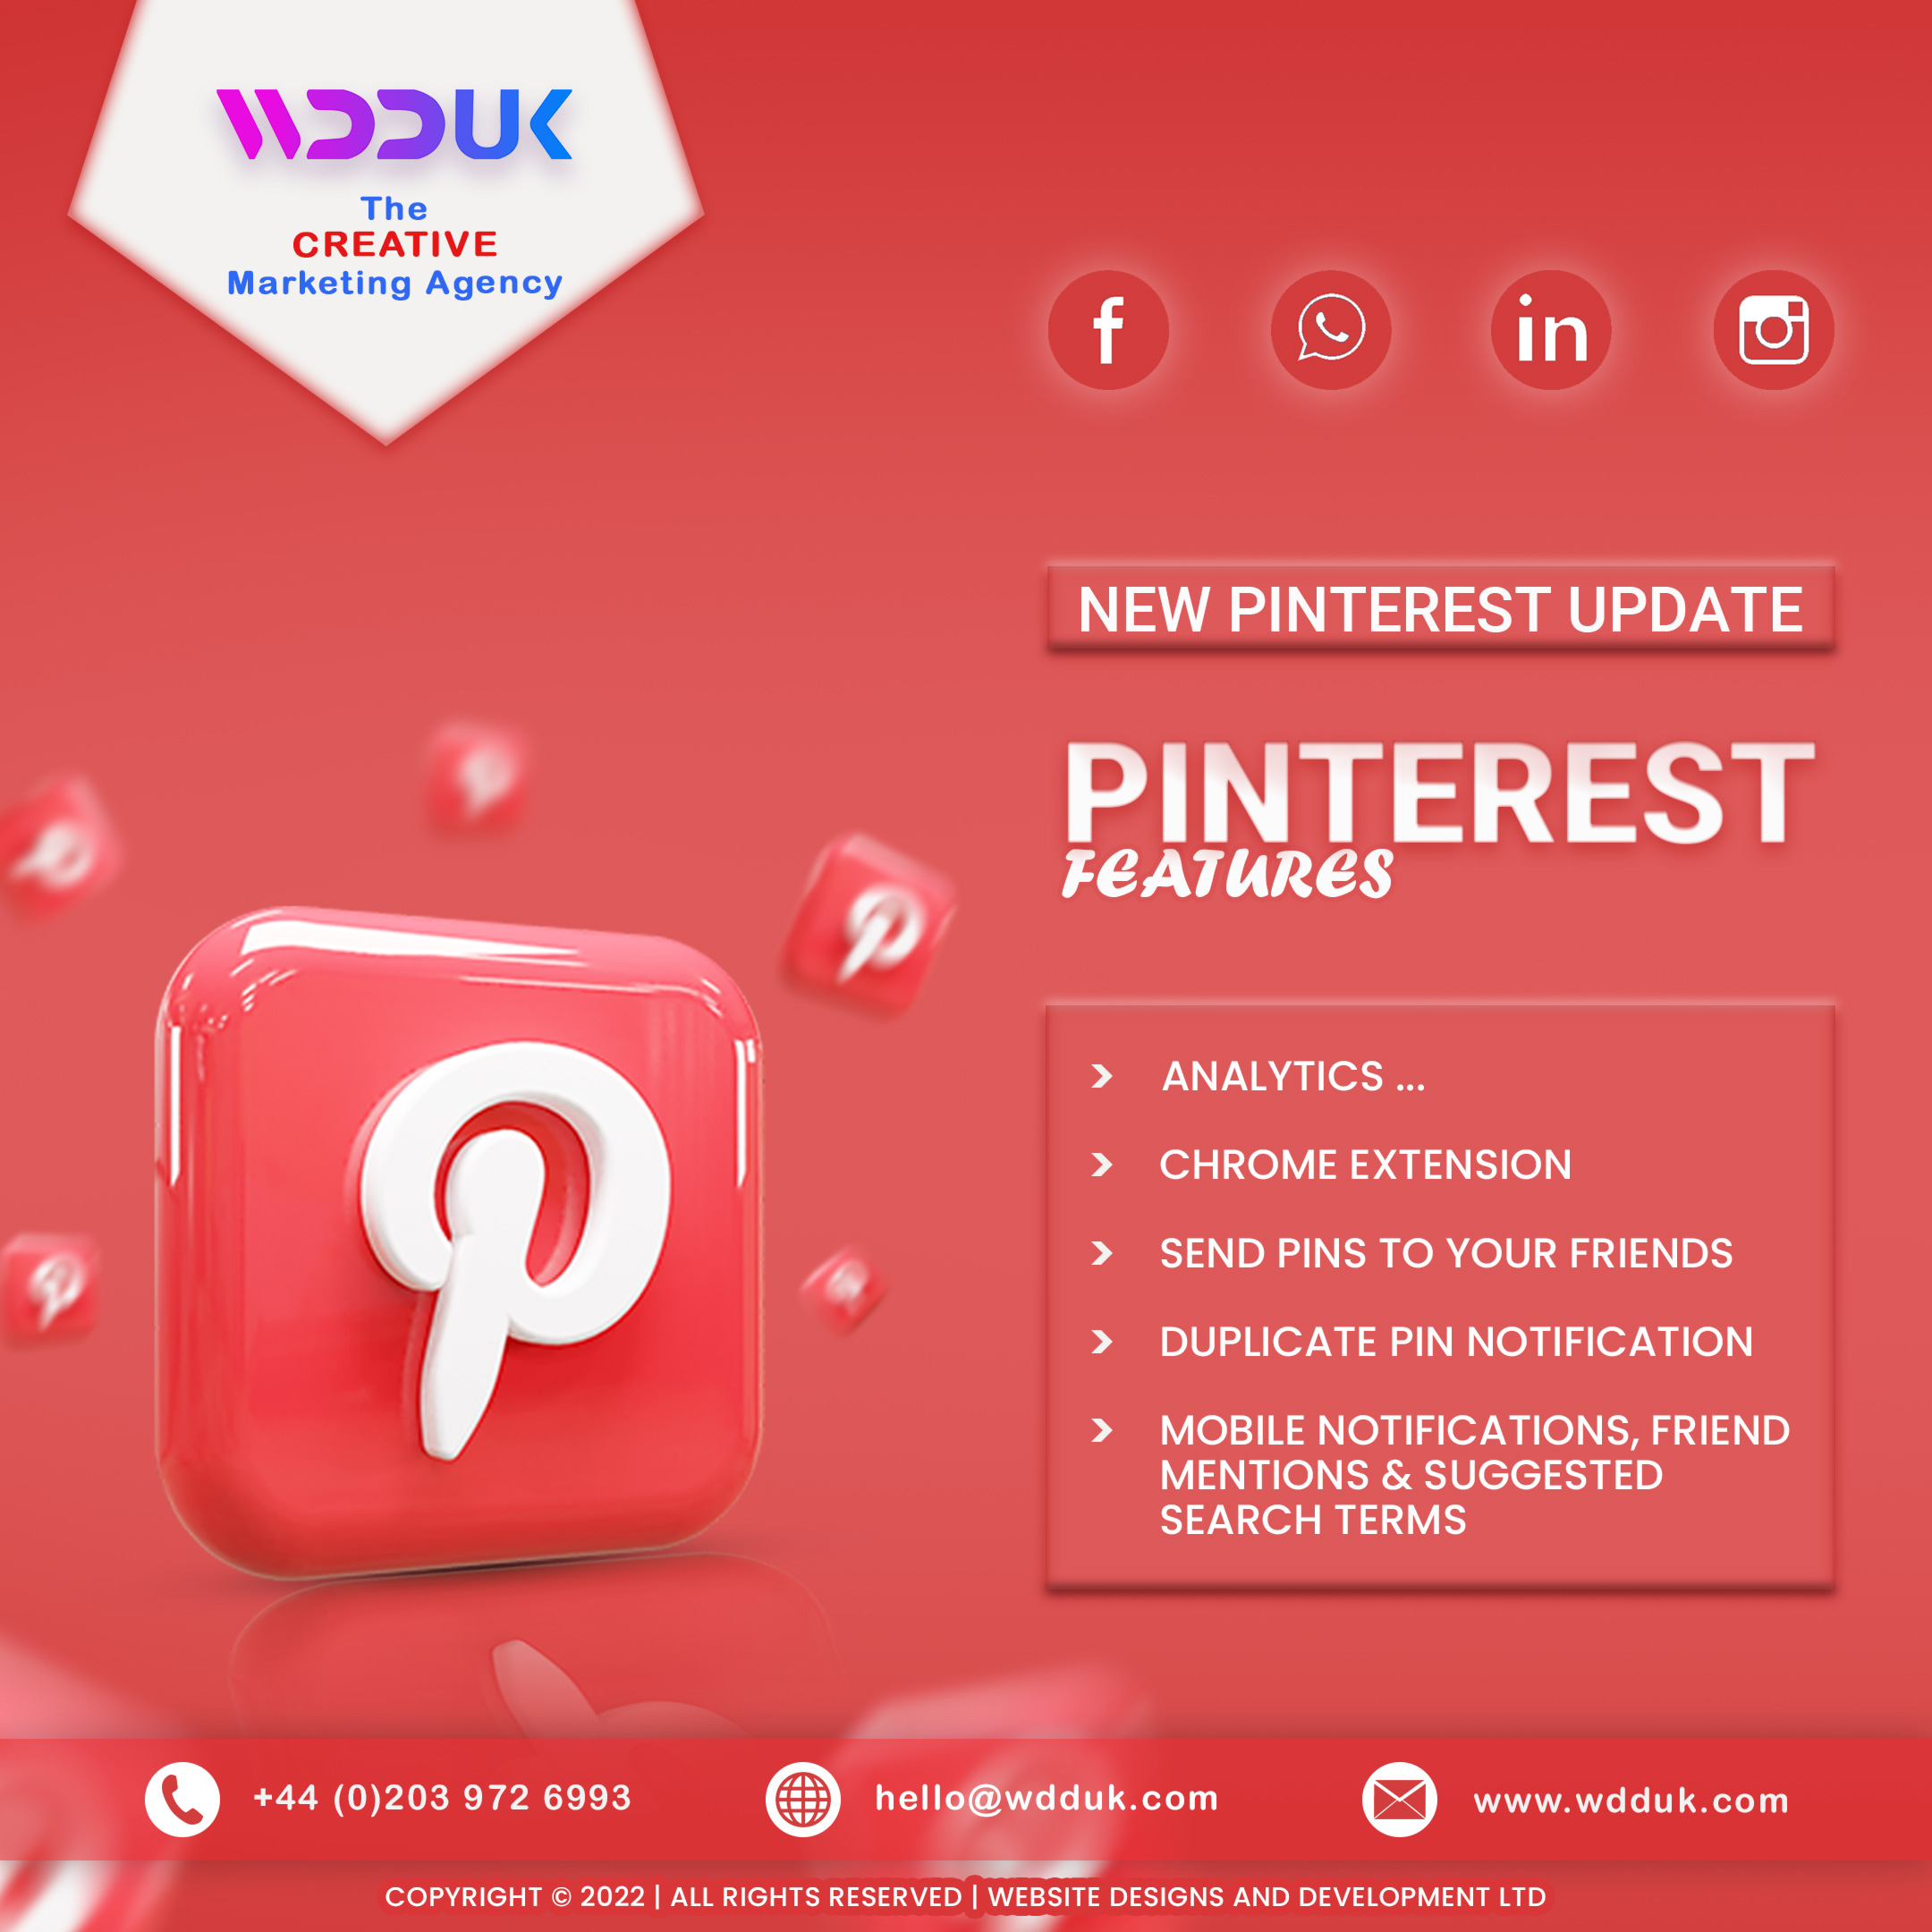 WDDUK
The
CREATIVE
Marketing Agency
f
in
NEW PINTEREST UPDATE
PINTEREST
FEATURES
ANALYTICS ...
CHROME EXTENSION
SEND PINS TO YOUR FRIENDS
DUPLICATE PIN NOTIFICATION
MOBILE NOTIFICATIONS, FRIEND
MENTIONS & SUGGESTED
SEARCH TERMS
+44 (0)203 972 6993
hello@wdduk.com
www.wdduk.com
COPYRIGHT © 2022 | ALL RIGHTS RESERVED | WEBSITE DESIGNS AND DEVELOPMENT LTD